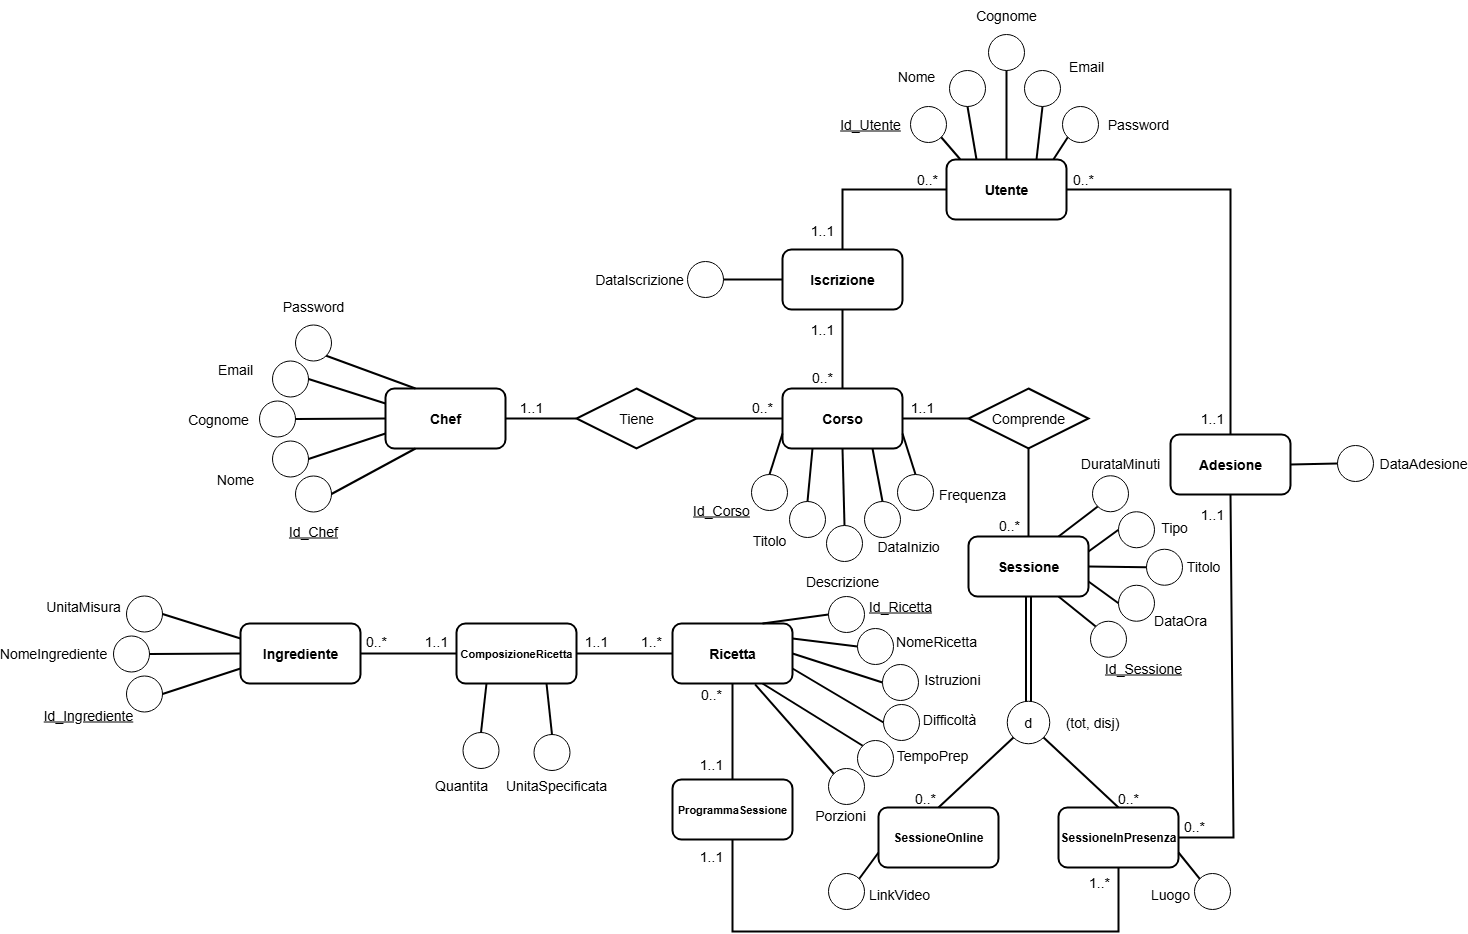 Cognome
Nome
Email
Id_Utente
Password
Utente
0..*
0..*
1..1
DataIscrizione
Iscrizione
1..1
Password
Email
Cognome
Nome
Id_Chef
Chef
1..1
Tiene
0..*
0..*
Corso
1..1
Comprende
1..1
Adesione
DataAdesione
1..1
Id_Corso
Titolo
DataInizio
Frequenza
DurataMinuti
Tipo
Titolo
DataOra
Id_Sessione
0..*
Sessione
Descrizione
Id_Ricetta
NomeRicetta
Istruzioni
Difficoltà
TempoPrep
Porzioni
UnitaMisura
NomeIngrediente
Id_Ingrediente
Ingrediente
0..*
1..1
ComposizioneRicetta
1..1
1..*
Ricetta
0..*
Quantita
UnitaSpecificata
d
(tot, disj)
1..1
ProgrammaSessione
1..1
0..*
0..*
SessioneOnline
SessioneInPresenza
0..*
1..*
LinkVideo
Luogo